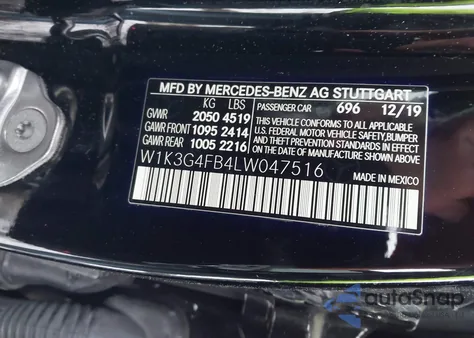 MFD BY MERCEDES-BENZ AG STUTTGART
KG LBS PASSENGER CAR 696 12/19
GVWR 2050 4519
GAWR FRONT 1095 2414
GAWR REAR 1005 2216
THIS VEHICLE CONFORMS TO ALL APPLICABLE
U.S. FEDERAL MOTOR VEHICLE SAFETY, BUMPER
AND THEFT PREVENTION STANDARDS IN EFFECT
ON THE DATE OF MANUFACTURE SHOWN ABOVE
W1K3G4FB4LW047516
MADE IN MEXICO
autoSnap